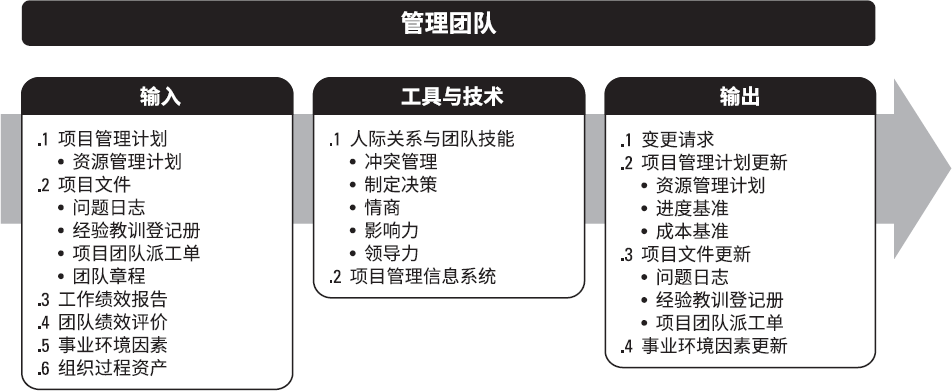 管理团队
输入
.1 项目管理计划
• 资源管理计划
.2 项目文件
• 问题日志
• 经验教训登记册
• 项目团队派工单
• 团队章程
.3 工作绩效报告
.4 团队绩效评价
.5 事业环境因素
.6 组织过程资产
工具与技术
.1 人际关系与团队技能
• 冲突管理
• 制定决策
• 情商
• 影响力
• 领导力
.2 项目管理信息系统
输出
.1 变更请求
.2 项目管理计划更新
• 资源管理计划
• 进度基准
• 成本基准
.3 项目文件更新
• 问题日志
• 经验教训登记册
• 项目团队派工单
.4 事业环境因素更新